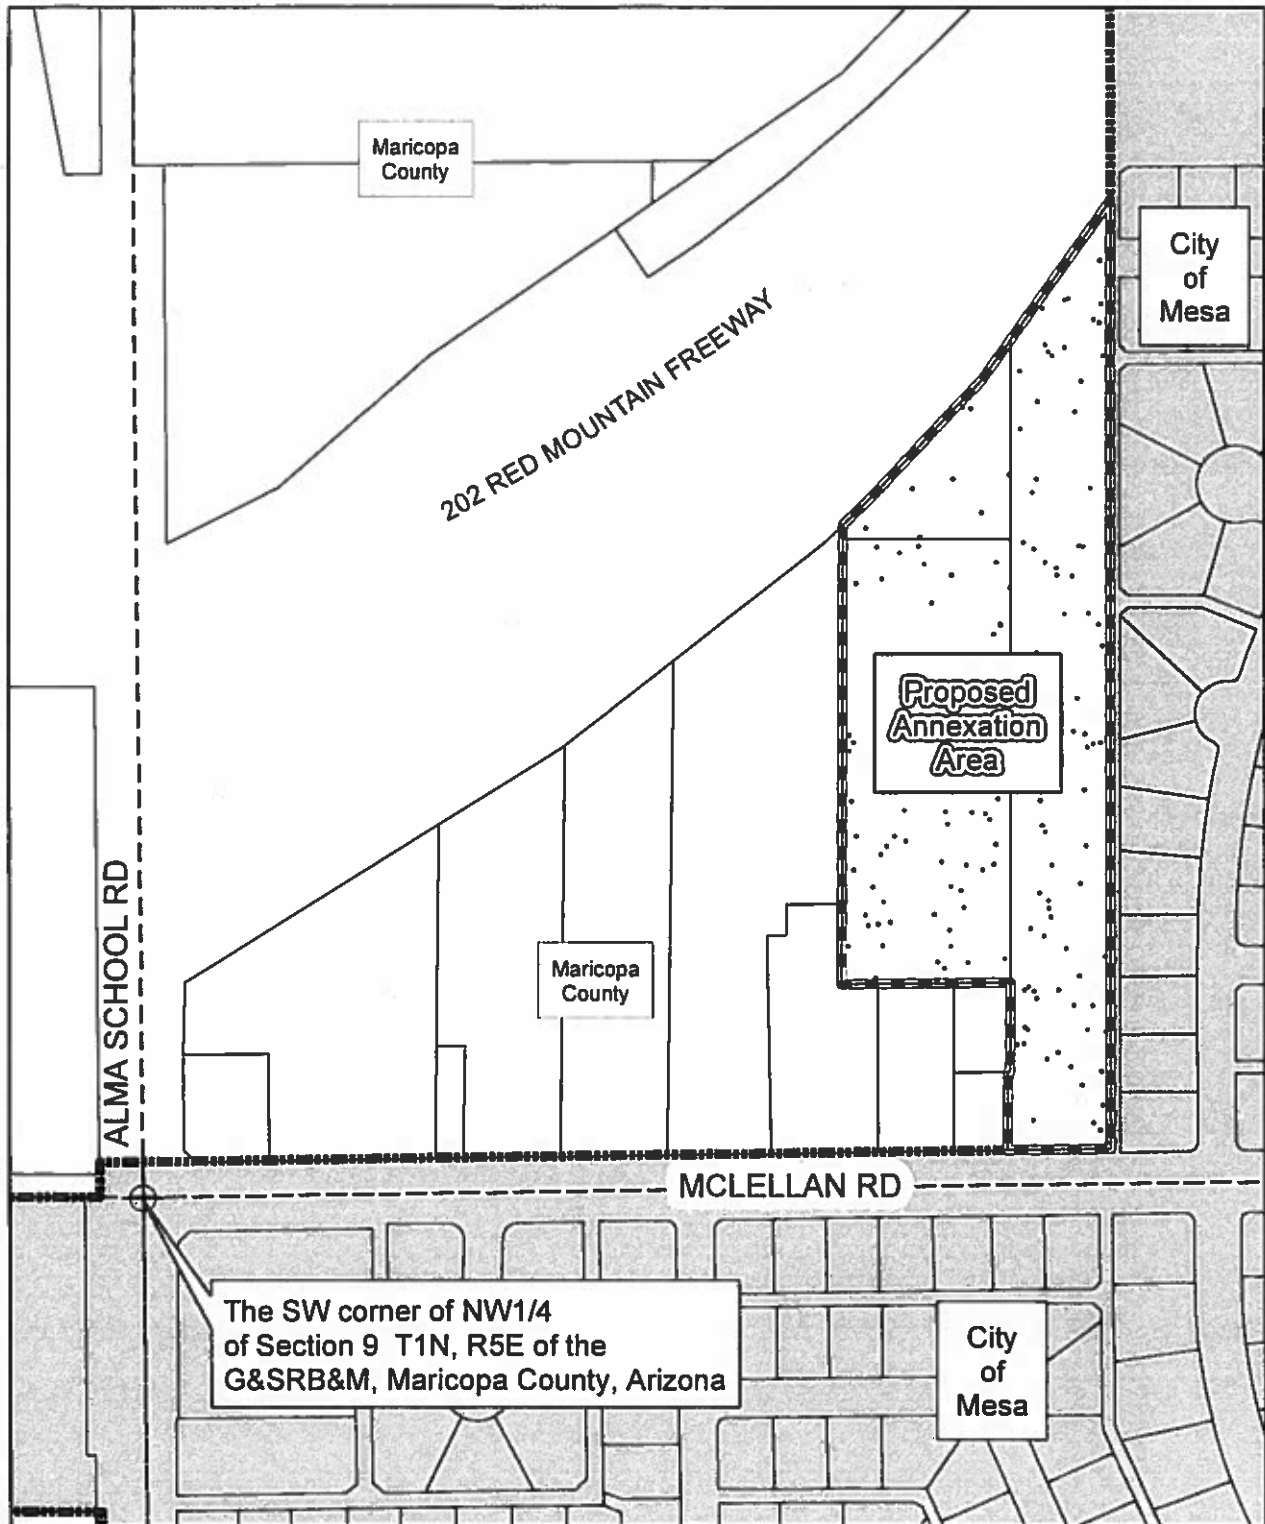 Maricopa
County
City
of
Mesa
202 RED MOUNTAIN FREEWAY
Proposed
Annexation
Area
ALMA SCHOOL RD
Maricopa
County
MCLELLAN RD
The SW corner of NW1/4
of Section 9 T1N, R5E of the
G&SRB&M, Maricopa County, Arizona
City
of
Mesa